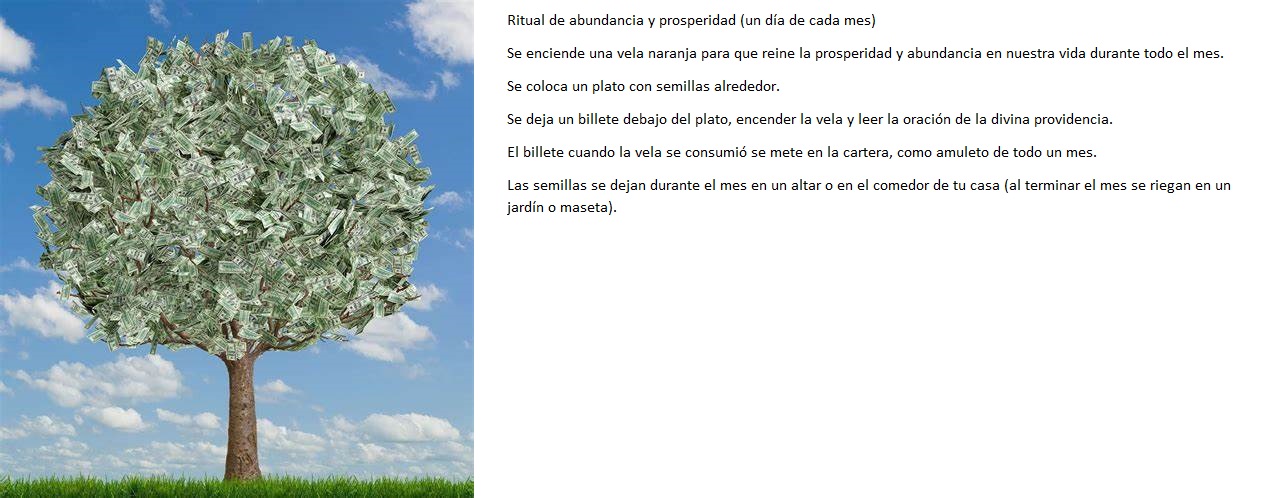 Ritual de abundancia y prosperidad (un día de cada mes)
Se enciende una vela naranja para que reine la prosperidad y abundancia en nuestra vida durante todo el mes.
Se coloca un plato con semillas alrededor.
Se deja un billete debajo del plato, encender la vela y leer la oración de la divina providencia.
El billete cuando la vela se consumió se mete en la cartera, como amuleto de todo un mes.
Las semillas se dejan durante el mes en un altar o en el comedor de tu casa (al terminar el mes se riegan en un
jardín o maseta).